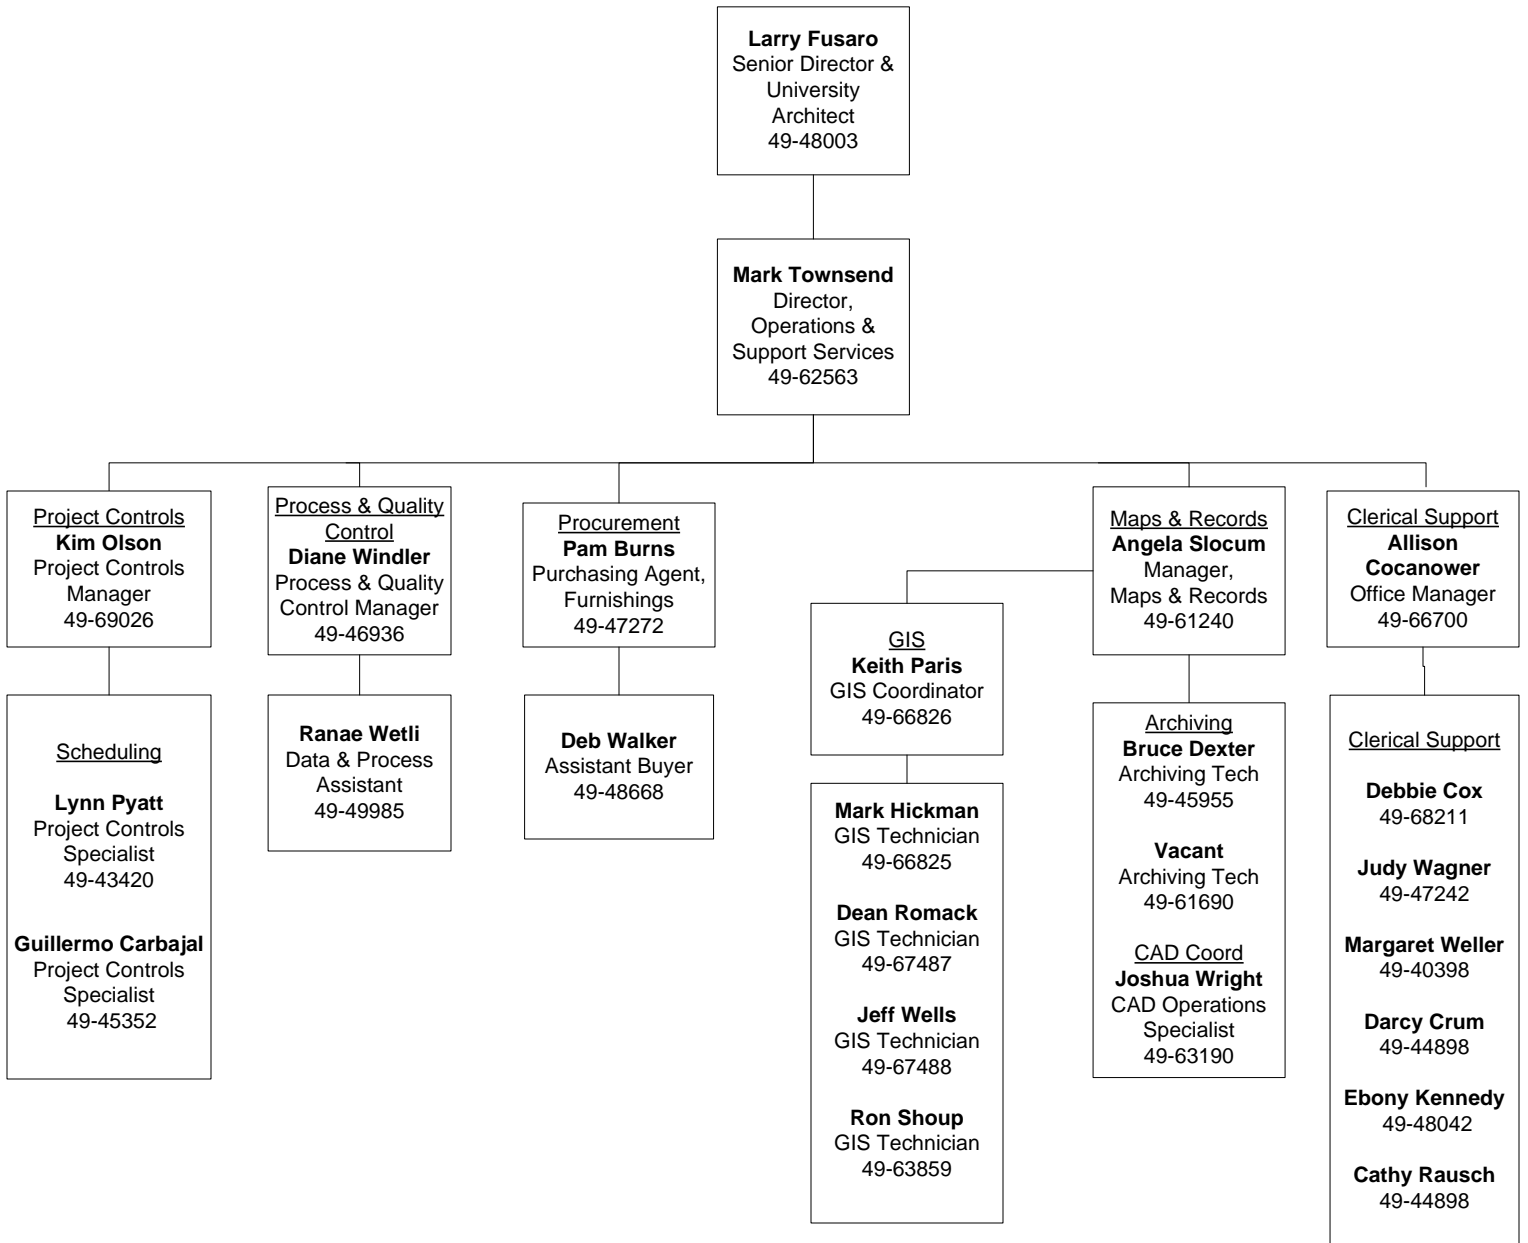 Larry Fusaro
Senior Director &
University
Architect
49-48003
Mark Townsend
Director,
Operations &
Support Services
49-62563
Project Controls
Kim Olson
Project Controls
Manager
49-69026
Process & Quality
Control
Diane Windler
Process & Quality
Control Manager
49-46936
Procurement
Pam Burns
Purchasing Agent,
Furnishings
49-47272
Maps & Records
Angela Slocum
Manager,
Maps & Records
49-61240
Clerical Support
Allison
Cocanower
Office Manager
49-66700
Scheduling
Lynn Pyatt
Project Controls
Specialist
49-43420
Guillermo Carbajal
Project Controls
Specialist
49-45352
Ranae Wetli
Data & Process
Assistant
49-49985
Deb Walker
Assistant Buyer
49-48668
GIS
Keith Paris
GIS Coordinator
49-66826
Mark Hickman
GIS Technician
49-66825
Dean Romack
GIS Technician
49-67487
Jeff Wells
GIS Technician
49-67488
Ron Shoup
GIS Technician
49-63859
Archiving
Bruce Dexter
Archiving Tech
49-45955
Vacant
Archiving Tech
49-61690
CAD Coord
Joshua Wright
CAD Operations
Specialist
49-63190
Clerical Support
Debbie Cox
49-68211
Judy Wagner
49-47242
Margaret Weller
49-40398
Darcy Crum
49-44898
Ebony Kennedy
49-48042
Cathy Rausch
49-44898